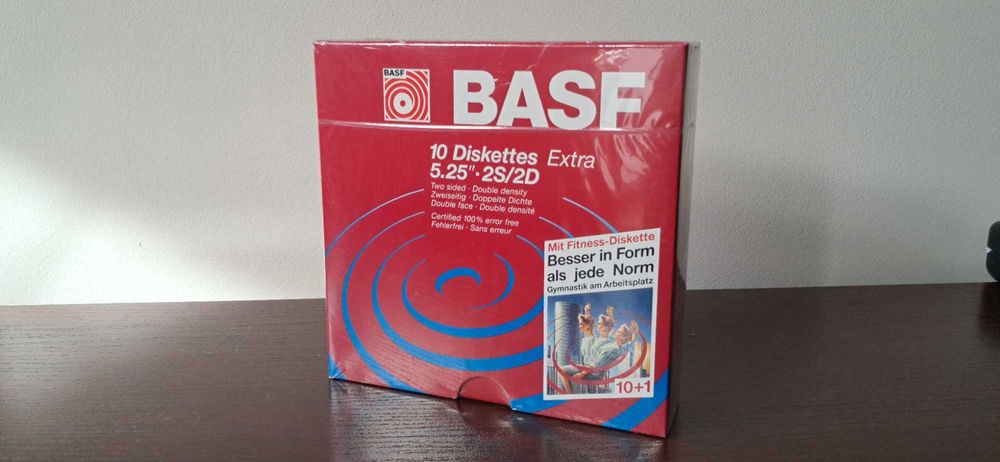 BASF
BASF
10 Diskettes Extra
5.25"·2S/2D
Two sided · Double density
Zweiseitig · Doppelte Dichte
Double face · Double densité
Certified 100% error free
Fehlerfrei · Sans erreur
Mit Fitness-Diskette
Besser in Form
als jede Norm
Gymnastik am Arbeitsplatz
10+1